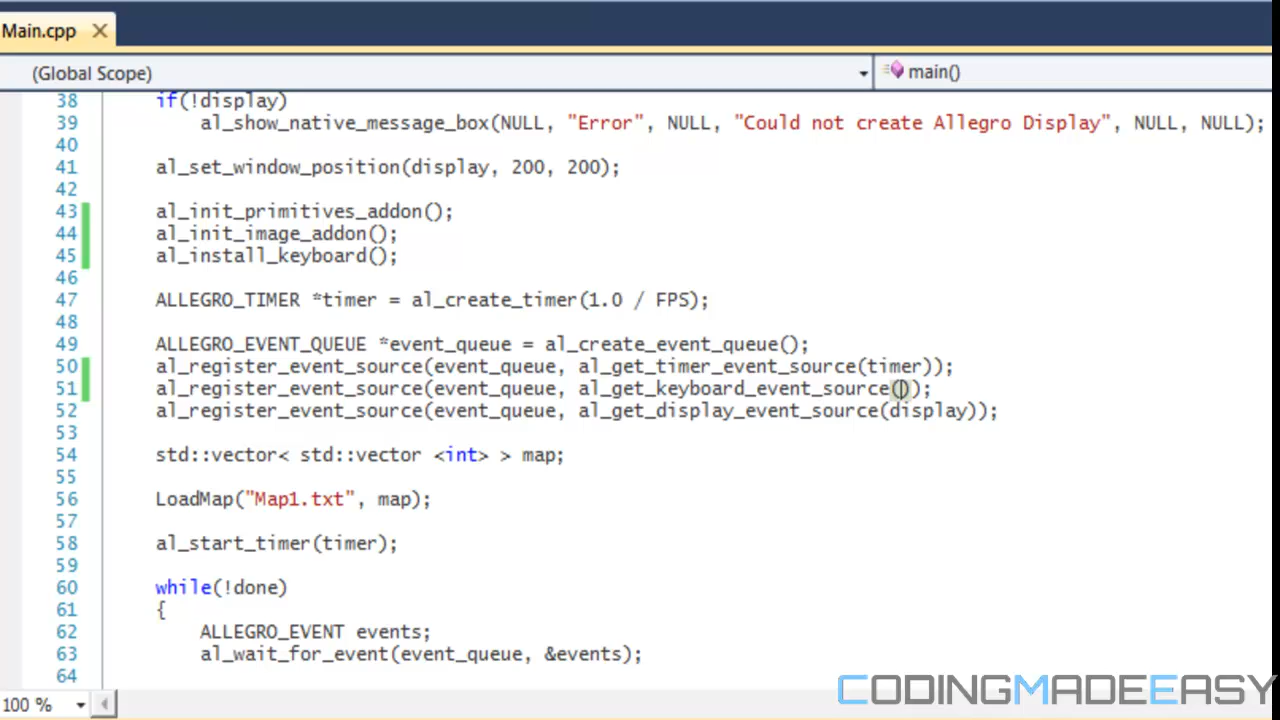 Main.cpp
(Global Scope) main()
38 if(!display)
39 al_show_native_message_box(NULL, "Error", NULL, "Could not create Allegro Display", NULL, NULL);
40
41 al_set_window_position(display, 200, 200);
42
43 al_init_primitives_addon();
44 al_init_image_addon();
45 al_install_keyboard();
46
47 ALLEGRO_TIMER *timer = al_create_timer(1.0 / FPS);
48
49 ALLEGRO_EVENT_QUEUE *event_queue = al_create_event_queue();
50 al_register_event_source(event_queue, al_get_timer_event_source(timer));
51 al_register_event_source(event_queue, al_get_keyboard_event_source());
52 al_register_event_source(event_queue, al_get_display_event_source(display));
53
54 std::vector< std::vector <int> > map;
55
56 LoadMap("Map1.txt", map);
57
58 al_start_timer(timer);
59
60 while(!done)
61 {
62 ALLEGRO_EVENT events;
63 al_wait_for_event(event_queue, &events);
64
100 %
CODINGMADEEASY